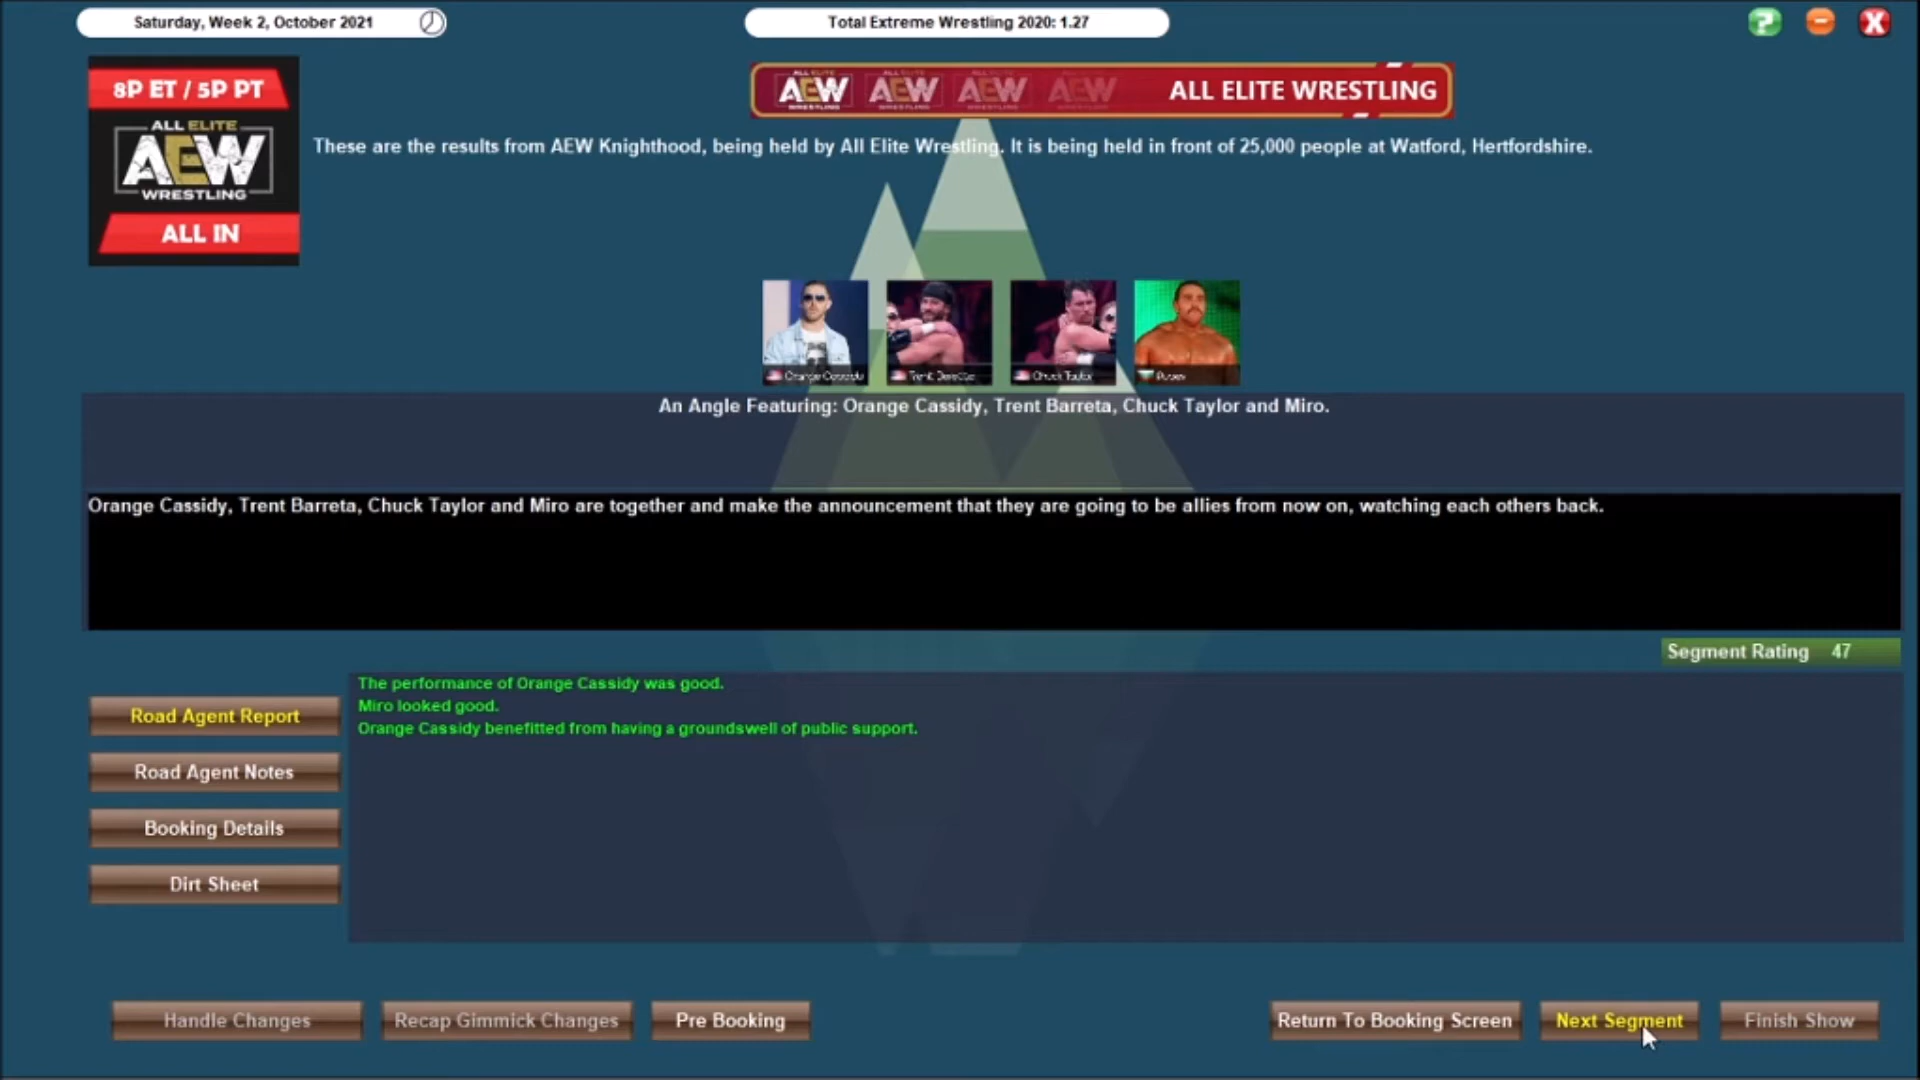 Saturday, Week 2, October 2021
Total Extreme Wrestling 2020: 1.27
8P ET / 5P PT
ALL ELITE
AEW
WRESTLING
ALL IN
AEW AEW AEW AEW ALL ELITE WRESTLING
These are the results from AEW Knighthood, being held by All Elite Wrestling. It is being held in front of 25,000 people at Watford, Hertfordshire.
Orange Cassidy
Trent Barretta
Chuck Taylor
Rusev
An Angle Featuring: Orange Cassidy, Trent Barreta, Chuck Taylor and Miro.
Orange Cassidy, Trent Barreta, Chuck Taylor and Miro are together and make the announcement that they are going to be allies from now on, watching each others back.
Segment Rating 47
The performance of Orange Cassidy was good.
Miro looked good.
Orange Cassidy benefitted from having a groundswell of public support.
Road Agent Report
Road Agent Notes
Booking Details
Dirt Sheet
Handle Changes
Recap Gimmick Changes
Pre Booking
Return To Booking Screen
Next Segment
Finish Show